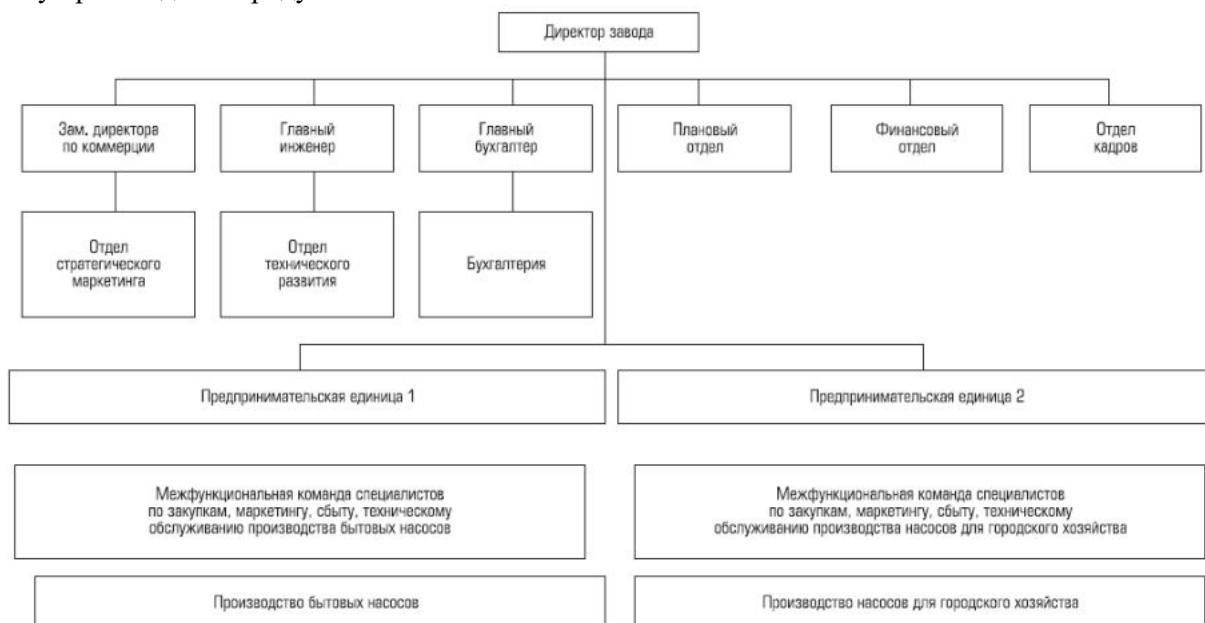 Директор завода
Зам. директора
по коммерции
Главный
инженер
Главный
бухгалтер
Плановый
отдел
Финансовый
отдел
Отдел
кадров
Отдел
стратегического
маркетинга
Отдел
технического
развития
Бухгалтерия
Предпринимательская единица 1
Предпринимательская единица 2
Межфункциональная команда специалистов
по закупкам, маркетингу, сбыту, техническому
обслуживанию производства бытовых насосов
Межфункциональная команда специалистов
по закупкам, маркетингу, сбыту, техническому
обслуживанию производства насосов для городского хозяйства
Производство бытовых насосов
Производство насосов для городского хозяйства